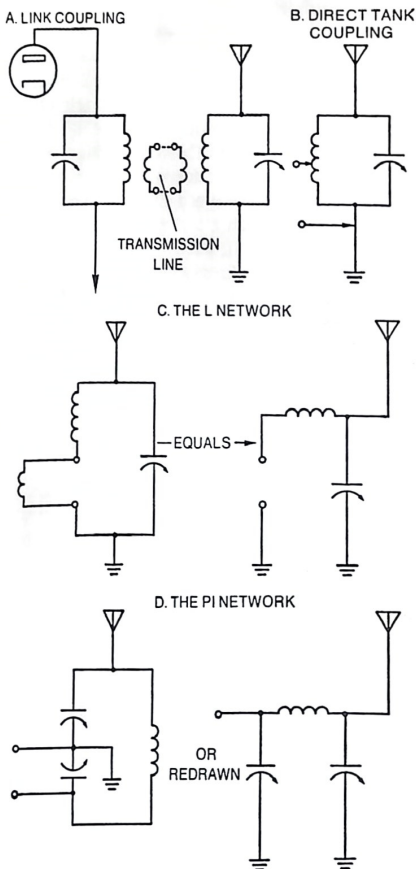 A. LINK COUPLING
B. DIRECT TANK
COUPLING
TRANSMISSION
LINE
C. THE L NETWORK
EQUALS
D. THE PI NETWORK
OR
REDRAWN